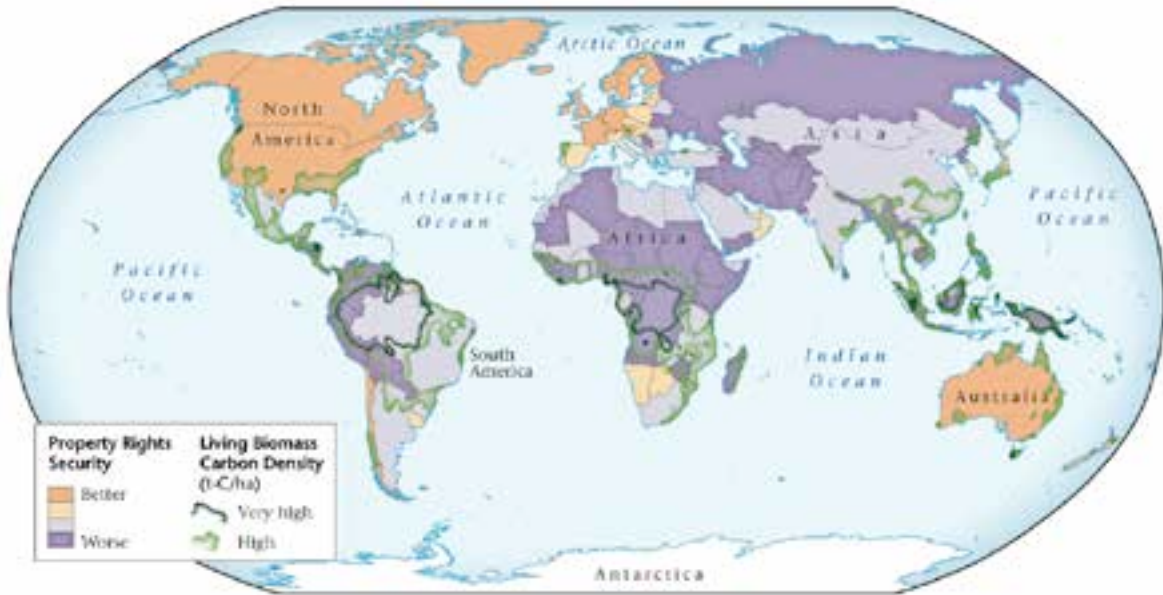 Arctic Ocean
North
America
Asia
Atlantic
Ocean
Pacific
Ocean
Africa
Pacific
Ocean
South
America
Indian
Ocean
Australia
Property Rights
Security
Better
Worse
Living Biomass
Carbon Density
(t-C/ha)
Very high
High
Antarctica